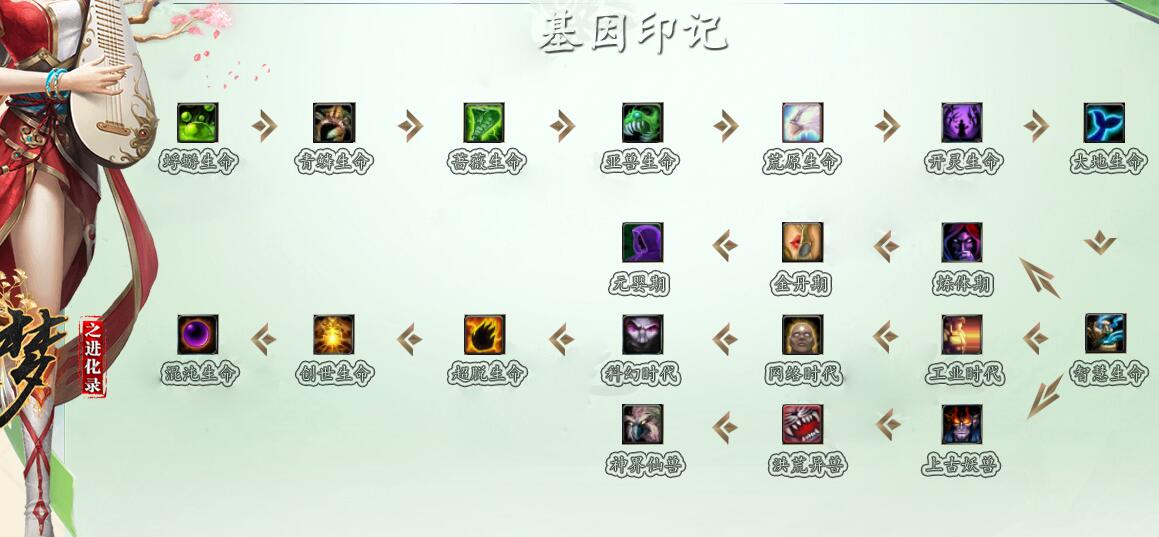 基因印记
蜉蝣生命
青鳞生命
蔷薇生命
亚兽生命
荒原生命
开灵生命
大地生命
元婴期
金丹期
炼体期
混沌生命
创世生命
超脱生命
科幻时代
网络时代
工业时代
智慧生命
神界仙兽
洪荒异兽
上古妖兽
梦
之进化录